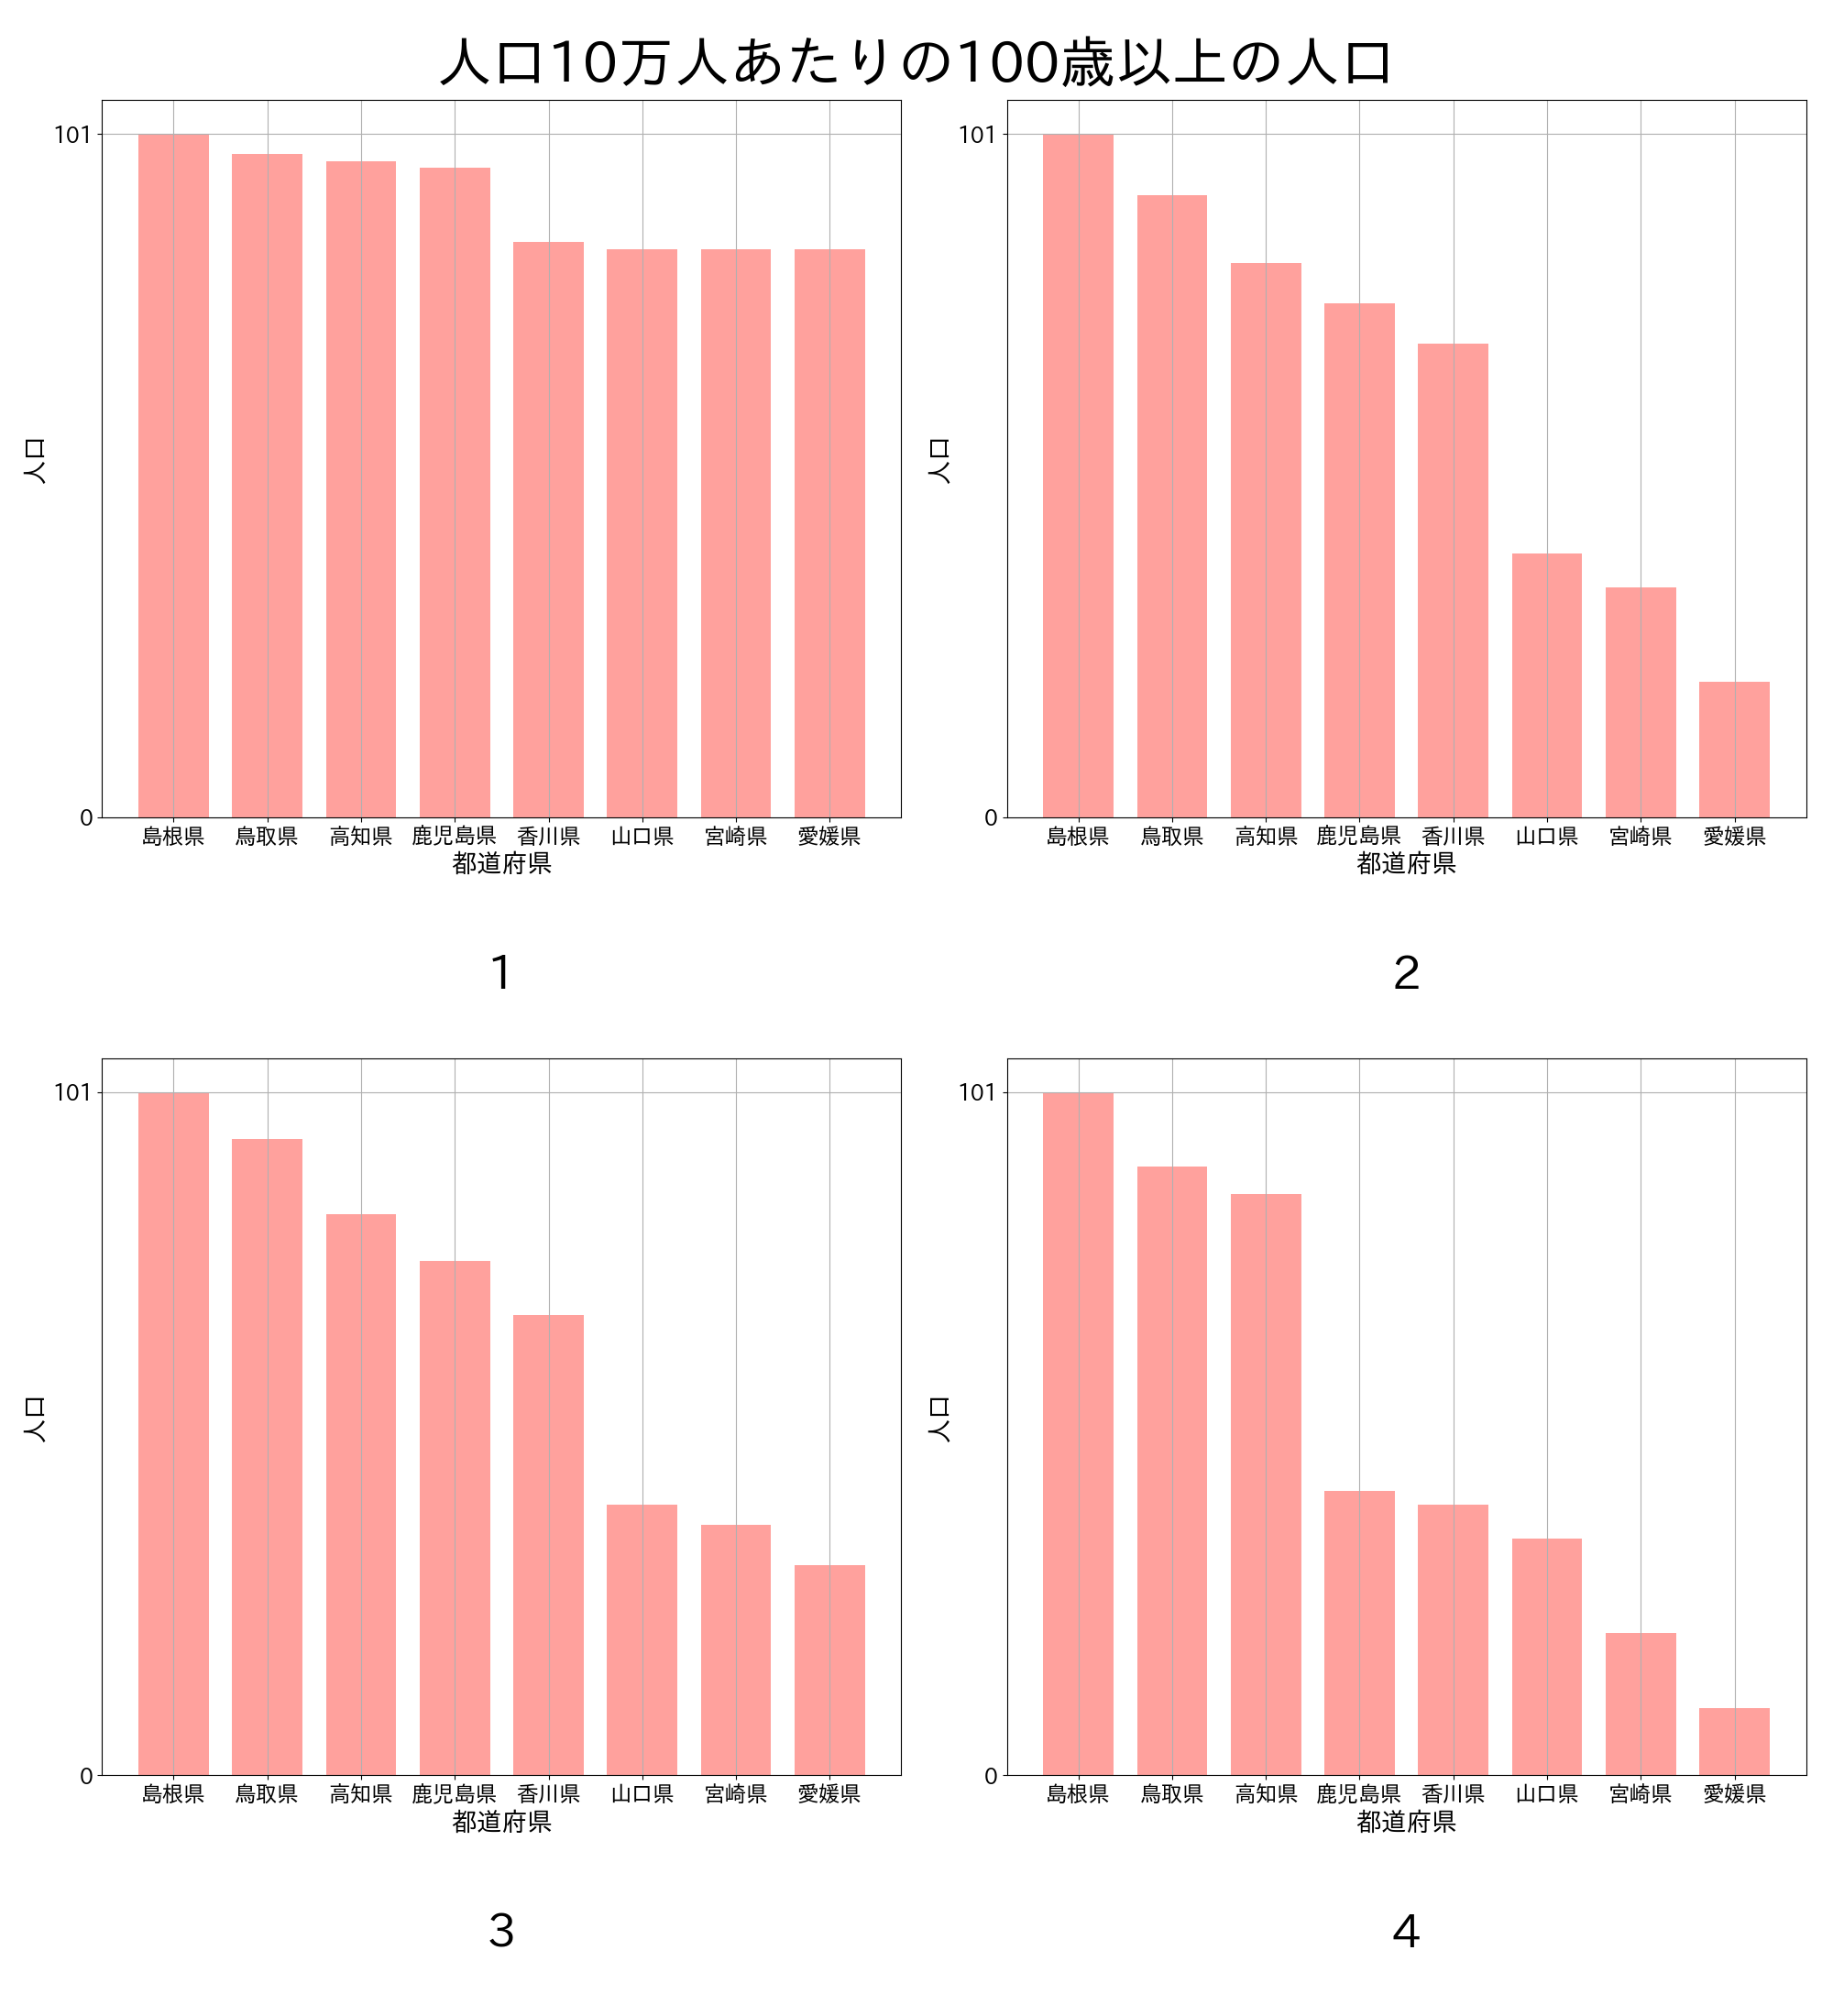 人口10万人あたりの100歳以上の人口
101
0
人口
島根県 鳥取県 高知県 鹿児島県 香川県 山口県 宮崎県 愛媛県
都道府県
1
101
0
人口
島根県 鳥取県 高知県 鹿児島県 香川県 山口県 宮崎県 愛媛県
都道府県
2
101
0
人口
島根県 鳥取県 高知県 鹿児島県 香川県 山口県 宮崎県 愛媛県
都道府県
3
101
0
人口
島根県 鳥取県 高知県 鹿児島県 香川県 山口県 宮崎県 愛媛県
都道府県
4